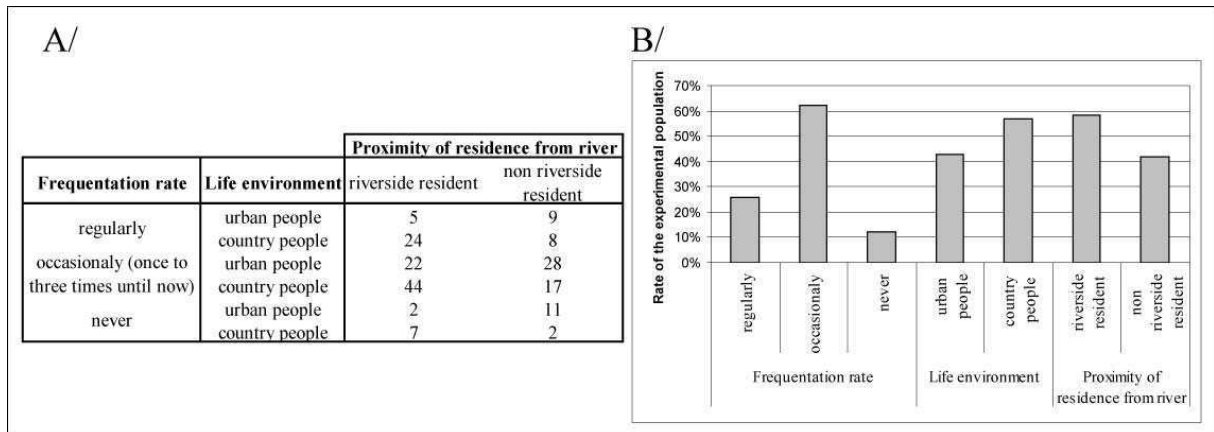 A/
Proximity of residence from river
Frequentation rate Life environment riverside resident non riverside resident
regularly urban people 5 9
country people 24 8
occasionaly (once to three times until now) urban people 22 28
country people 44 17
never urban people 2 11
country people 7 2
B/
Rate of the experimental population
70%
60%
50%
40%
30%
20%
10%
0%
regularly
occasionaly
never
urban people
country people
riverside resident
non riverside resident
Frequentation rate
Life environment
Proximity of residence from river